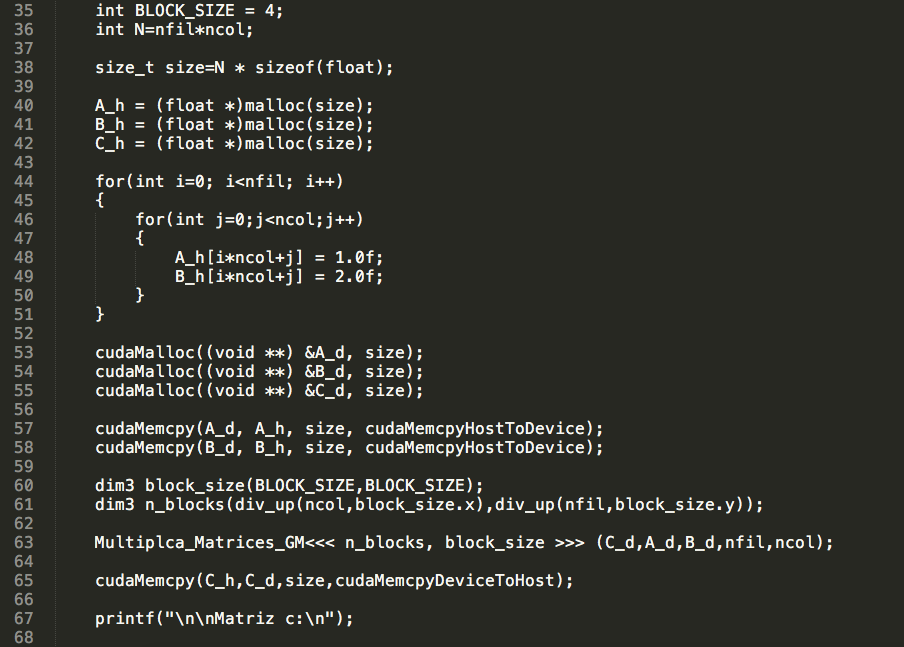 35 int BLOCK_SIZE = 4;
36 int N=nfil*ncol;
37
38 size_t size=N * sizeof(float);
39
40 A_h = (float *)malloc(size);
41 B_h = (float *)malloc(size);
42 C_h = (float *)malloc(size);
43
44 for(int i=0; i<nfil; i++)
45 {
46 for(int j=0;j<ncol;j++)
47 {
48 A_h[i*ncol+j] = 1.0f;
49 B_h[i*ncol+j] = 2.0f;
50 }
51 }
52
53 cudaMalloc((void **) &A_d, size);
54 cudaMalloc((void **) &B_d, size);
55 cudaMalloc((void **) &C_d, size);
56
57 cudaMemcpy(A_d, A_h, size, cudaMemcpyHostToDevice);
58 cudaMemcpy(B_d, B_h, size, cudaMemcpyHostToDevice);
59
60 dim3 block_size(BLOCK_SIZE,BLOCK_SIZE);
61 dim3 n_blocks(div_up(ncol,block_size.x),div_up(nfil,block_size.y));
62
63 Multiplca_Matrices_GM<<< n_blocks, block_size >>> (C_d,A_d,B_d,nfil,ncol);
64
65 cudaMemcpy(C_h,C_d,size,cudaMemcpyDeviceToHost);
66
67 printf("\n\nMatriz c:\n");
68